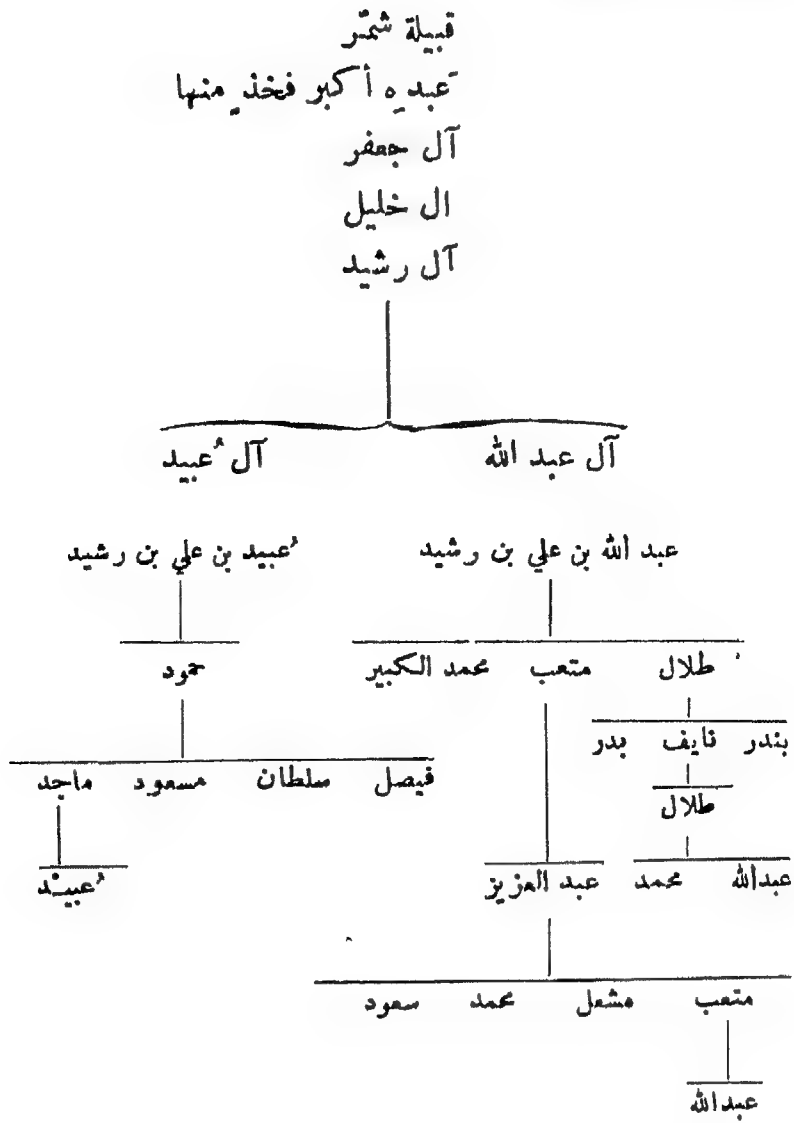 قبيلة شمّر
َعبده أكبر فخذ منها
آل جعفر
ال خليل
آل رشيد
آل عبد الله آل ُعبيد
عبد الله بن علي بن رشيد ُعبيد بن علي بن رشيد
طلال متعب محمد الكبير حمود
بندر نايف بدر
فيصل سلطان مسعود ماجد
طلال
عبدالله محمد عبد العزيز ُعبيد
متعب مشعل محمد سعود
عبدالله